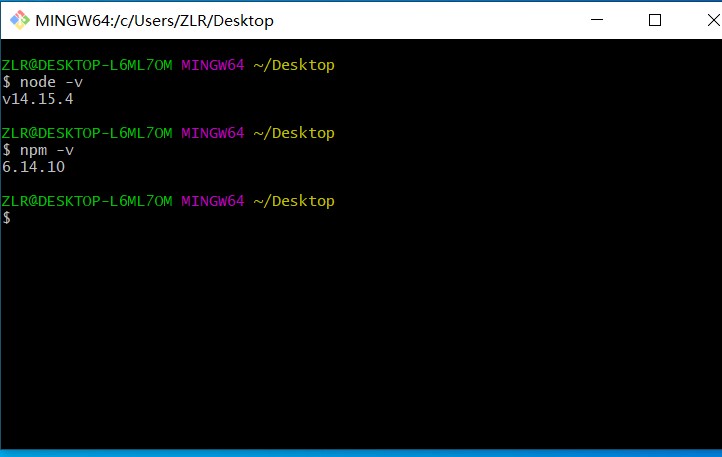 MINGW64:/c/Users/ZLR/Desktop
ZLR@DESKTOP-L6ML7OM MINGW64 ~/Desktop
$ node -v
v14.15.4
ZLR@DESKTOP-L6ML7OM MINGW64 ~/Desktop
$ npm -v
6.14.10
ZLR@DESKTOP-L6ML7OM MINGW64 ~/Desktop
$